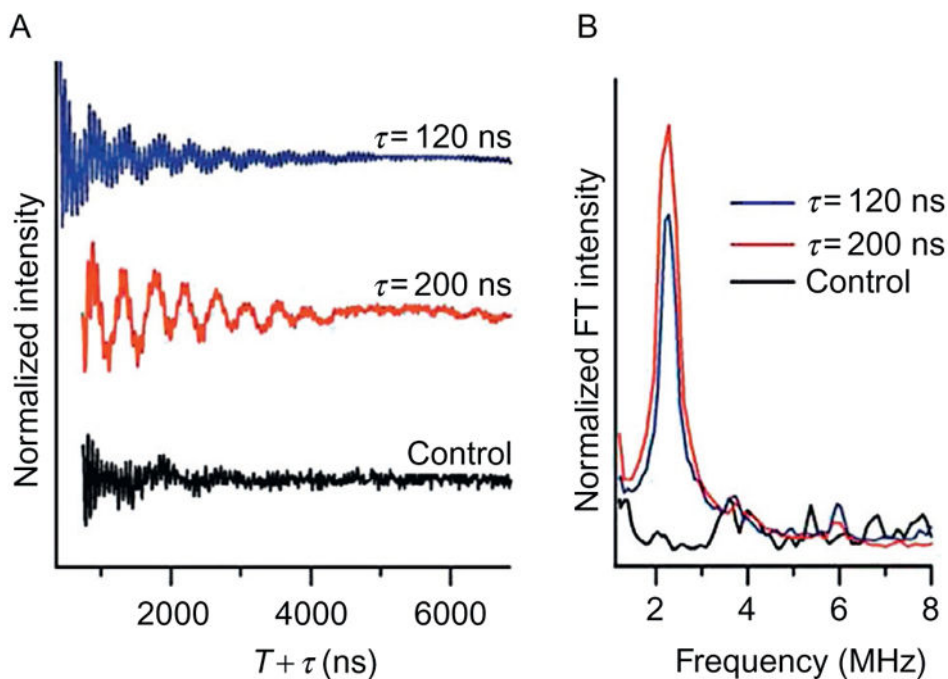 A
Normalized intensity
τ = 120 ns
τ = 200 ns
Control
2000 4000 6000
T + τ (ns)
B
Normalized FT intensity
τ = 120 ns
τ = 200 ns
Control
2 4 6 8
Frequency (MHz)